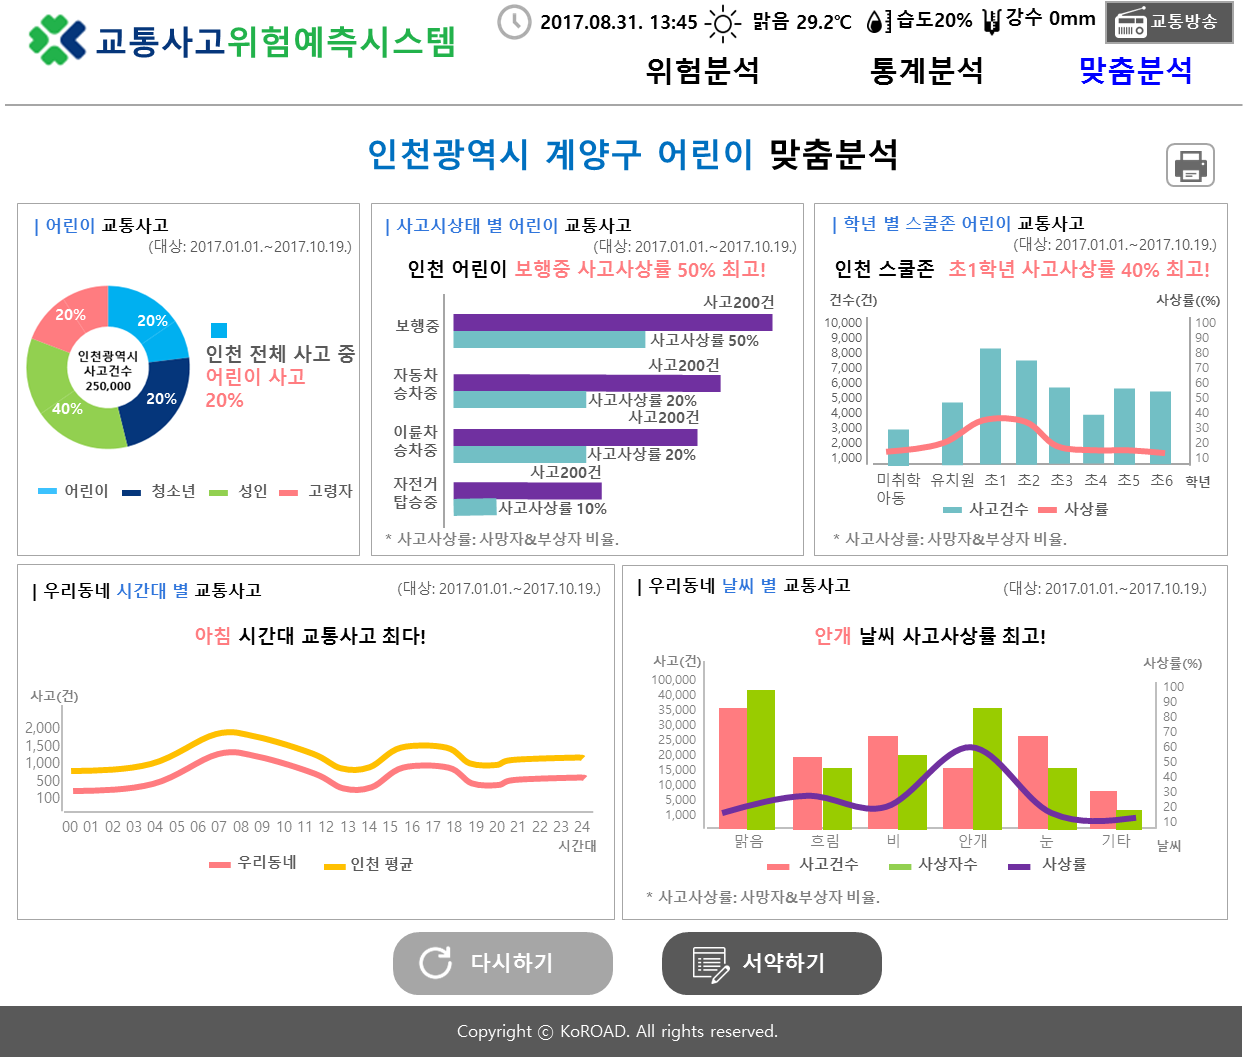 교통사고위험예측시스템
2017.08.31. 13:45 맑음 29.2℃ 습도20% 강수 0mm 교통방송
위험분석 통계분석 맞춤분석
인천광역시 계양구 어린이 맞춤분석
| 어린이 교통사고
(대상: 2017.01.01.~2017.10.19.)
20%
20%
20%
40%
인천광역시
사고건수
250,000
인천 전체 사고 중
어린이 사고
20%
어린이 청소년 성인 고령자
| 사고시상태 별 어린이 교통사고
(대상: 2017.01.01.~2017.10.19.)
인천 어린이 보행중 사고사상률 50% 최고!
사고200건
보행중
사고사상률 50%
사고200건
자동차
승차중
사고사상률 20%
사고200건
이륜차
승차중
사고사상률 20%
사고200건
자전거
탑승중
사고사상률 10%
* 사고사상률: 사망자&부상자 비율.
| 학년 별 스쿨존 어린이 교통사고
(대상: 2017.01.01.~2017.10.19.)
인천 스쿨존 초1학년 사고사상률 40% 최고!
건수(건) 사상률((%)
10,000 100
9,000 90
8,000 80
7,000 70
6,000 60
5,000 50
4,000 40
3,000 30
2,000 20
1,000 10
미취학 유치원 초1 초2 초3 초4 초5 초6 학년
아동
사고건수 사상률
* 사고사상률: 사망자&부상자 비율.
| 우리동네 시간대 별 교통사고
(대상: 2017.01.01.~2017.10.19.)
아침 시간대 교통사고 최다!
사고(건)
2,000
1,500
1,000
500
100
00 01 02 03 04 05 06 07 08 09 10 11 12 13 14 15 16 17 18 19 20 21 22 23 24
시간대
우리동네 인천 평균
| 우리동네 날씨 별 교통사고
(대상: 2017.01.01.~2017.10.19.)
안개 날씨 사고사상률 최고!
사고(건) 사상률(%)
100,000 100
40,000 90
35,000 80
30,000 70
25,000 60
20,000 50
15,000 40
10,000 30
5,000 20
1,000 10
맑음 흐림 비 안개 눈 기타 날씨
사고건수 사상자수 사상률
* 사고사상률: 사망자&부상자 비율.
다시하기 서약하기
Copyright ⓒ KoROAD. All rights reserved.